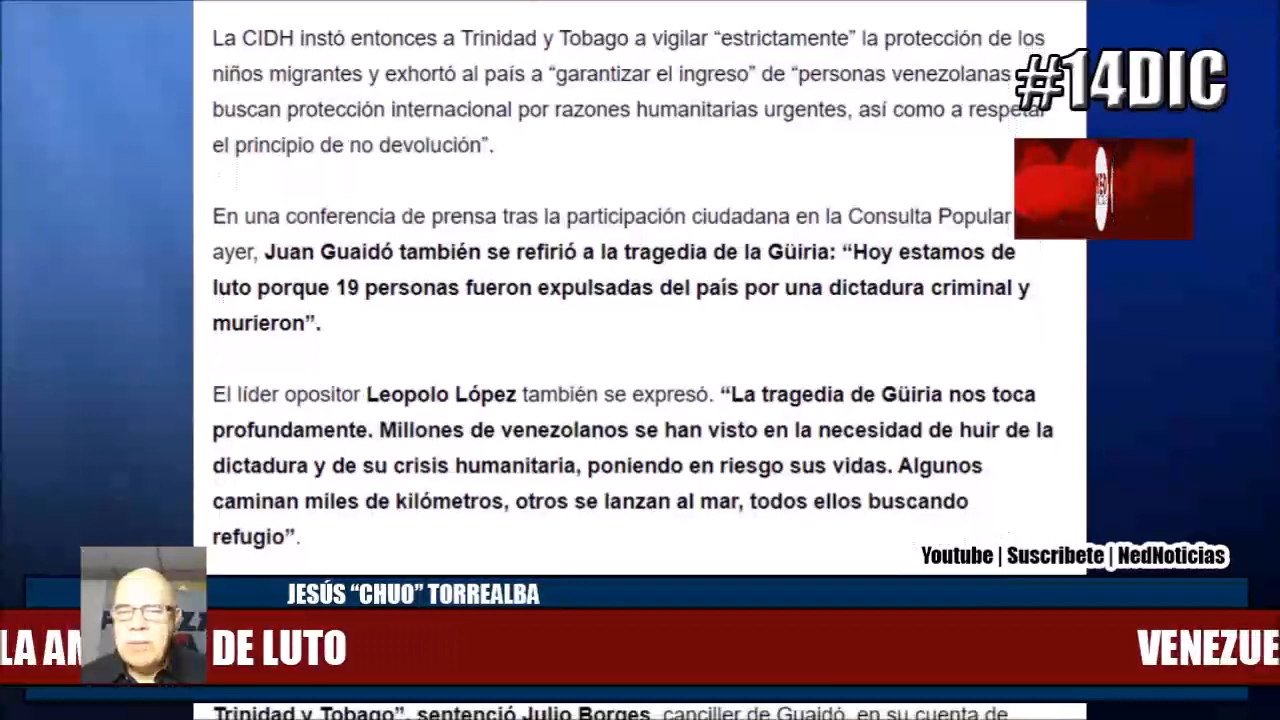 La CIDH instó entonces a Trinidad y Tobago a vigilar “estrictamente” la protección de los
niños migrantes y exhortó al país a “garantizar el ingreso” de “personas venezolanas
buscan protección internacional por razones humanitarias urgentes, así como a respetar
el principio de no devolución”.
#14DIC
En una conferencia de prensa tras la participación ciudadana en la Consulta Popular
ayer, Juan Guaidó también se refirió a la tragedia de la Güiria: “Hoy estamos de
luto porque 19 personas fueron expulsadas del país por una dictadura criminal y
murieron”.
El líder opositor Leopolo López también se expresó. “La tragedia de Güiria nos toca
profundamente. Millones de venezolanos se han visto en la necesidad de huir de la
dictadura y de su crisis humanitaria, poniendo en riesgo sus vidas. Algunos
caminan miles de kilómetros, otros se lanzan al mar, todos ellos buscando
refugio”.
Youtube | Suscribete | NedNoticias
JESÚS “CHUO” TORREALBA
LA AM DE LUTO VENEZUE
Trinidad y Tobago”, sentenció Julio Borges, canciller de Guaidó, en su cuenta de